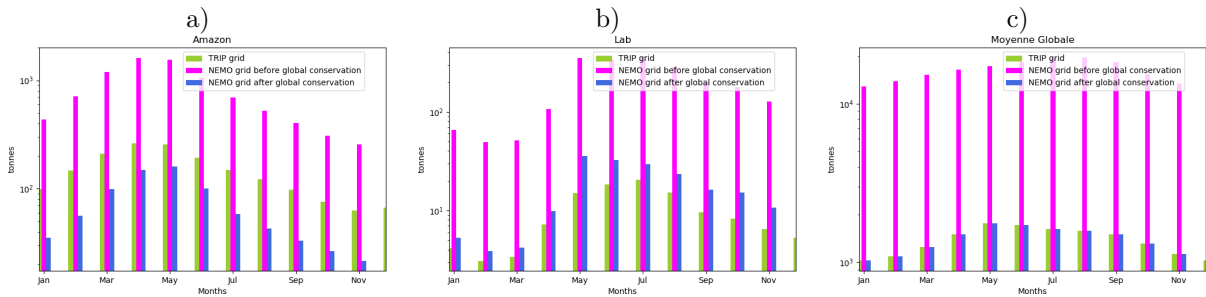 a)
Amazon
TRIP grid
NEMO grid before global conservation
NEMO grid after global conservation
10³
10²
tonnes
Jan Mar May Jul Sep Nov
Months
b)
Lab
TRIP grid
NEMO grid before global conservation
NEMO grid after global conservation
10²
10¹
tonnes
Jan Mar May Jul Sep Nov
Months
c)
Moyenne Globale
TRIP grid
NEMO grid before global conservation
NEMO grid after global conservation
10⁴
10³
tonnes
Jan Mar May Jul Sep Nov
Months